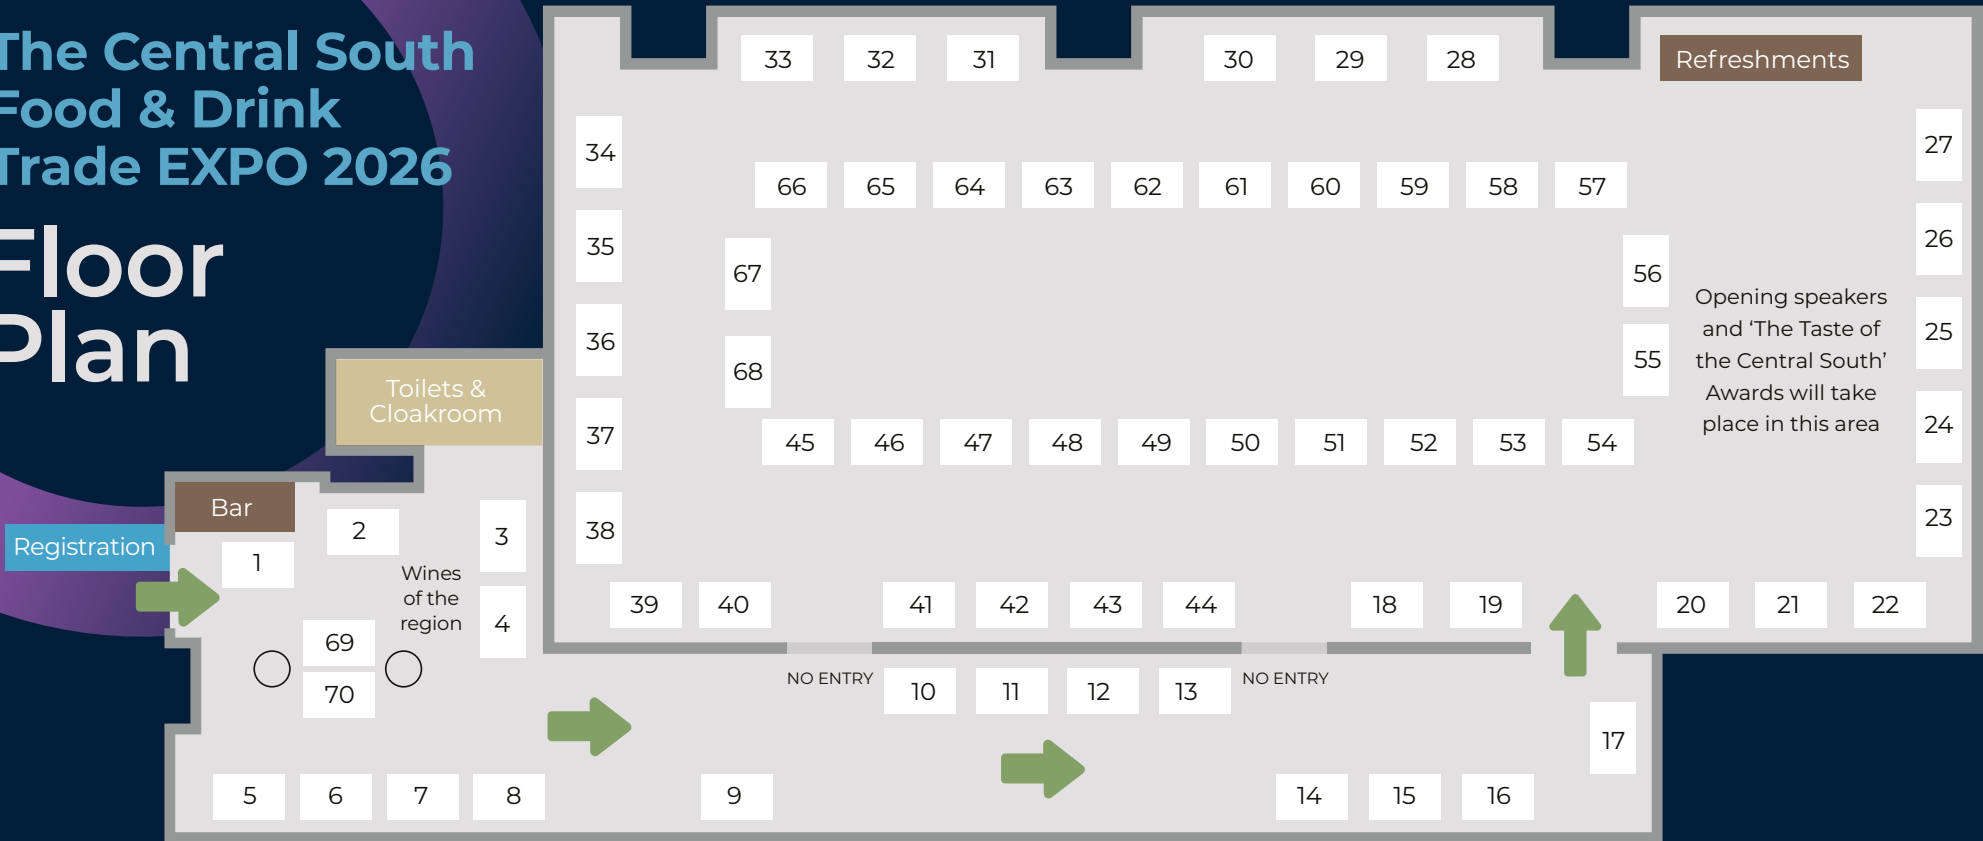 The Central South
Food & Drink
Trade EXPO 2026
Floor
Plan
33 32 31 30 29 28
Refreshments
34
27
66 65 64 63 62 61 60 59 58 57
35
26
67
56
Opening speakers
and ‘The Taste of
the Central South’
Awards will take
place in this area
36
25
68
55
Toilets &
Cloakroom
37
45 46 47 48 49 50 51 52 53 54
24
Bar
2
3
38
23
Registration
1
Wines
of the
region
4
39 40 41 42 43 44 18 19 20 21 22
69
70
NO ENTRY
10 11 12 13
NO ENTRY
17
5 6 7 8 9 14 15 16